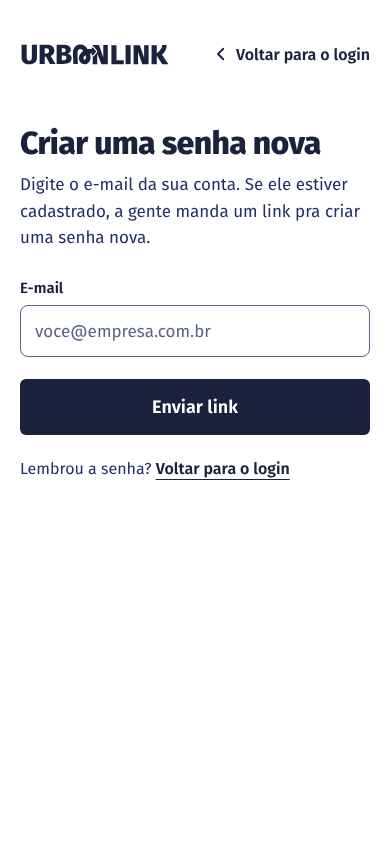 URBANLINK
Voltar para o login
Criar uma senha nova
Digite o e-mail da sua conta. Se ele estiver
cadastrado, a gente manda um link pra criar
uma senha nova.
E-mail
voce@empresa.com.br
Enviar link
Lembrou a senha? Voltar para o login